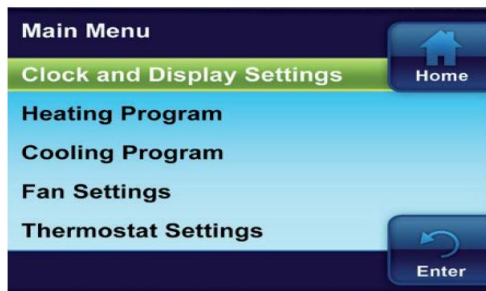 Main Menu
Clock and Display Settings
Home
Heating Program
Cooling Program
Fan Settings
Thermostat Settings
Enter